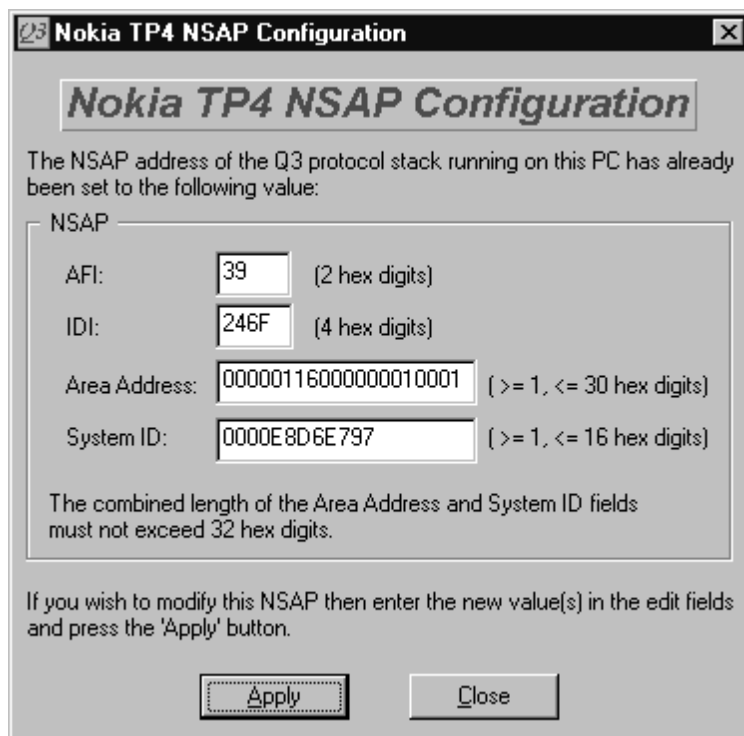 Q3 Nokia TP4 NSAP Configuration
Nokia TP4 NSAP Configuration
The NSAP address of the Q3 protocol stack running on this PC has already
been set to the following value:
NSAP
AFI: 39 (2 hex digits)
IDI: 246F (4 hex digits)
Area Address: 00000116000000010001 ( >= 1, <= 30 hex digits)
System ID: 0000E8D6E797 ( >= 1, <= 16 hex digits)
The combined length of the Area Address and System ID fields
must not exceed 32 hex digits.
If you wish to modify this NSAP then enter the new value(s) in the edit fields
and press the 'Apply' button.
Apply Close